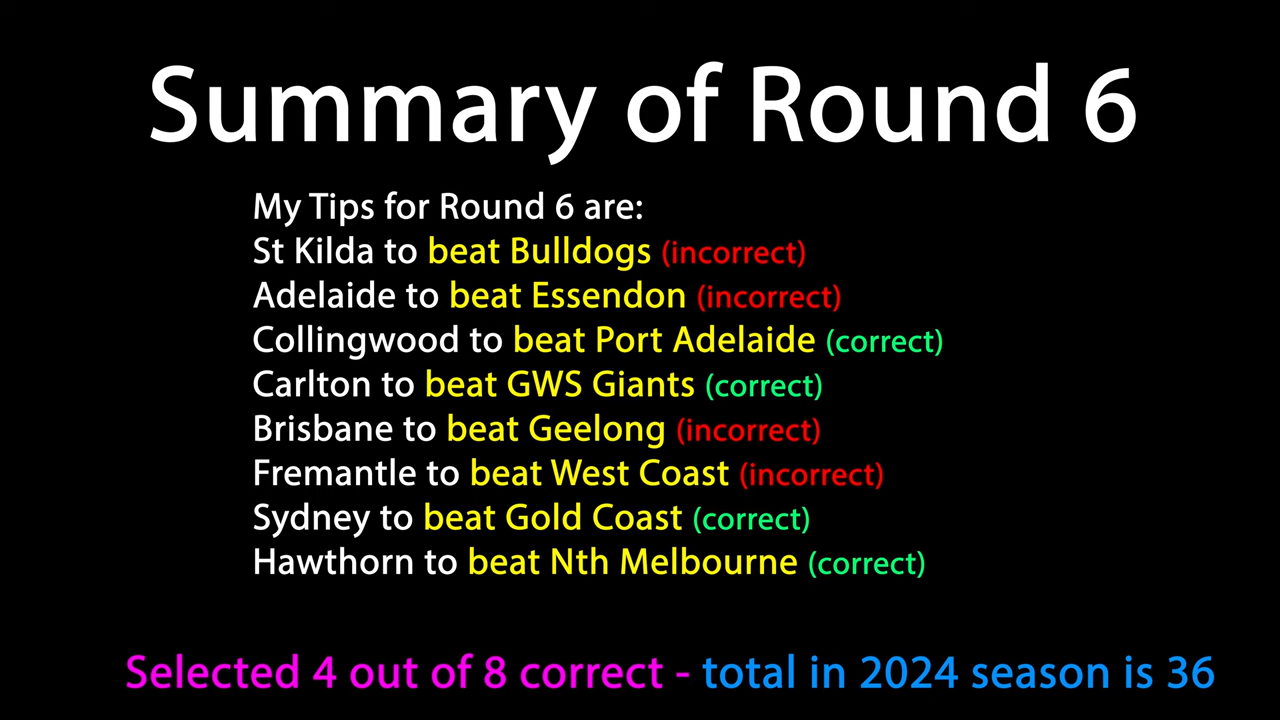 Summary of Round 6
My Tips for Round 6 are:
St Kilda to beat Bulldogs (incorrect)
Adelaide to beat Essendon (incorrect)
Collingwood to beat Port Adelaide (correct)
Carlton to beat GWS Giants (correct)
Brisbane to beat Geelong (incorrect)
Fremantle to beat West Coast (incorrect)
Sydney to beat Gold Coast (correct)
Hawthorn to beat Nth Melbourne (correct)
Selected 4 out of 8 correct - total in 2024 season is 36